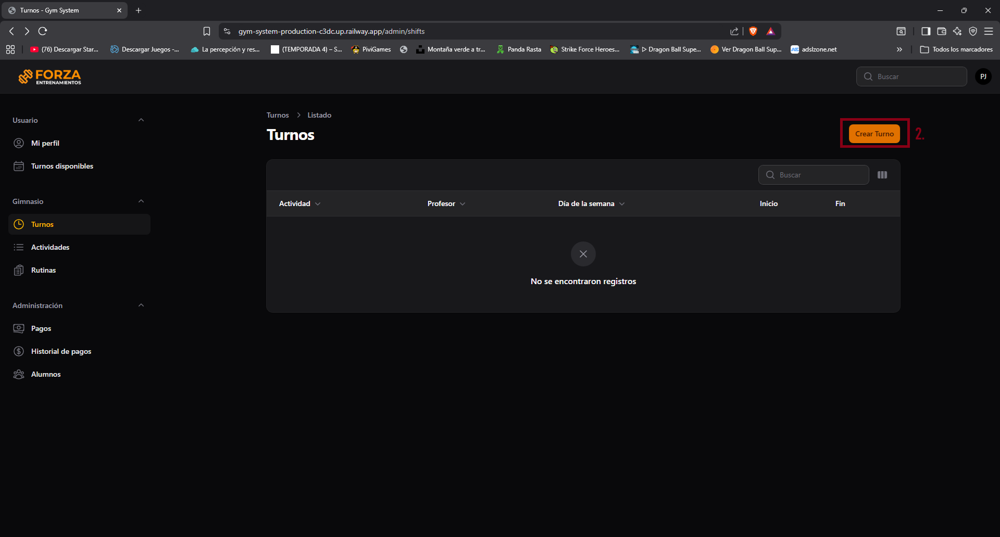 Turnos - Gym System
gym-system-production-c3dc.up.railway.app/admin/shifts
(76) Descargar Star...
Descargar Juegos -...
La percepción y res...
(TEMPORADA 4) – S...
PiviGames
Montaña verde a tr...
Panda Rasta
Strike Force Heroes...
ᐅ Dragon Ball Supe...
Ver Dragon Ball Sup...
adslzone.net
Todos los marcadores
FORZA
ENTRENAMIENTOS
Buscar
PJ
Usuario
Mi perfil
Turnos disponibles
Gimnasio
Turnos
Actividades
Rutinas
Administración
Pagos
Historial de pagos
Alumnos
Turnos > Listado
Turnos
Crear Turno
2.
Buscar
Actividad Profesor Día de la semana Inicio Fin
No se encontraron registros